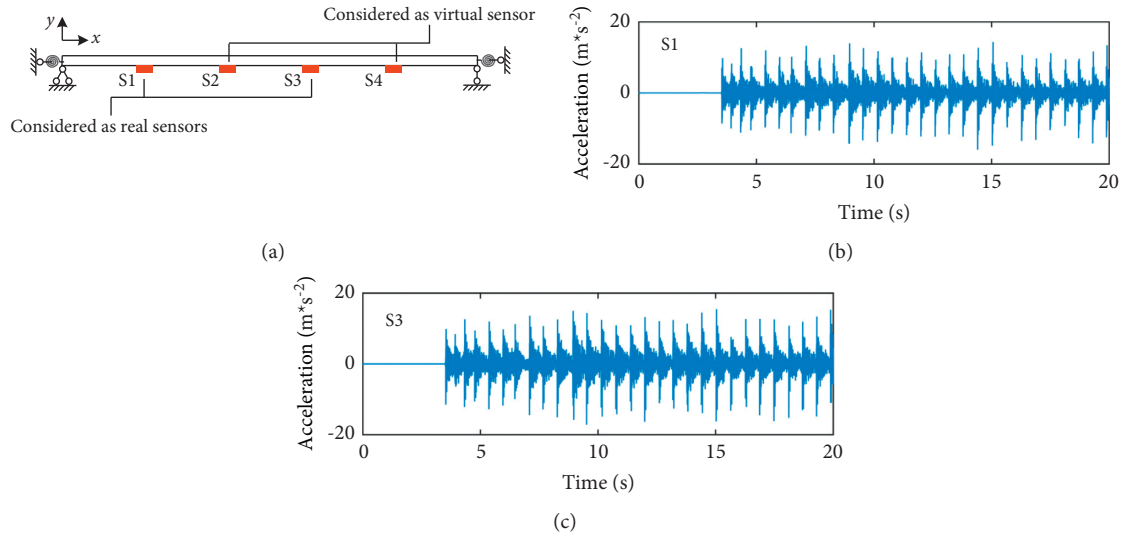 Considered as virtual sensor
y
x
S1 S2 S3 S4
Considered as real sensors
(a)
S1
Acceleration (m*s-2)
20
0
-20
0 5 10 15 20
Time (s)
(b)
S3
Acceleration (m*s-2)
20
0
-20
0 5 10 15 20
Time (s)
(c)